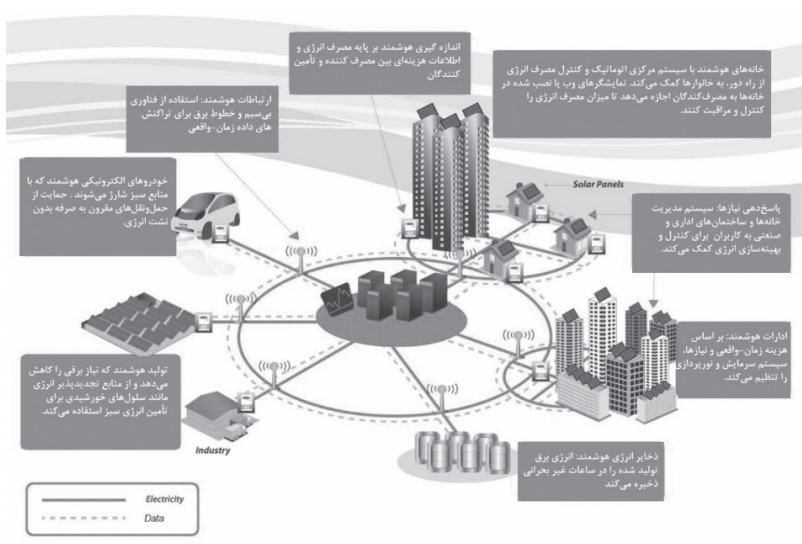 اندازه گیری هوشمند بر پایه مصرف انرژی و
اطلاعات هزینه‌ای بین مصرف کننده و تأمین
کنندگان
خانه‌های هوشمند با سیستم مرکزی اتوماتیک و کنترل مصرف انرژی
از راه دور، به خانوارها کمک می‌کند. نمایشگرهای وب یا نصب شده در
خانه‌ها به مصرف‌کندگان اجازه می‌دهد تا میزان مصرف انرژی را
کنترل و مراقبت کنند.
ارتباطات هوشمند: استفاده از فناوری
بی‌سیم و خطوط برق برای تراکنش
های داده زمان-واقعی
خودروهای الکترونیکی هوشمند که با
منابع سبز شارژ می‌شوند . حمایت از
حمل‌ونقل‌های مقرون به صرفه بدون
نشت انرژی.
Solar Panels
پاسخ‌دهی نیازها: سیستم مدیریت
خانه‌ها و ساختمان‌های اداری و
صنعتی به کاربران برای کنترل و
بهینه‌سازی انرژی کمک می‌کند.
ادارات هوشمند: بر اساس
هزینه زمان-واقعی و نیازها،
سیستم سرمایش و نورپردازی
را تنظیم می‌کند.
تولید هوشمند که نیاز برقی را کاهش
می‌دهد و از منابع تجدیدپذیر انرژی
مانند سلول‌های خورشیدی برای
تأمین انرژی سبز استفاده می‌کند.
Industry
ذخایر انرژی هوشمند: انرژی برق
تولید شده را در ساعات غیر بحرانی
ذخیره می‌کند
Electricity
Data